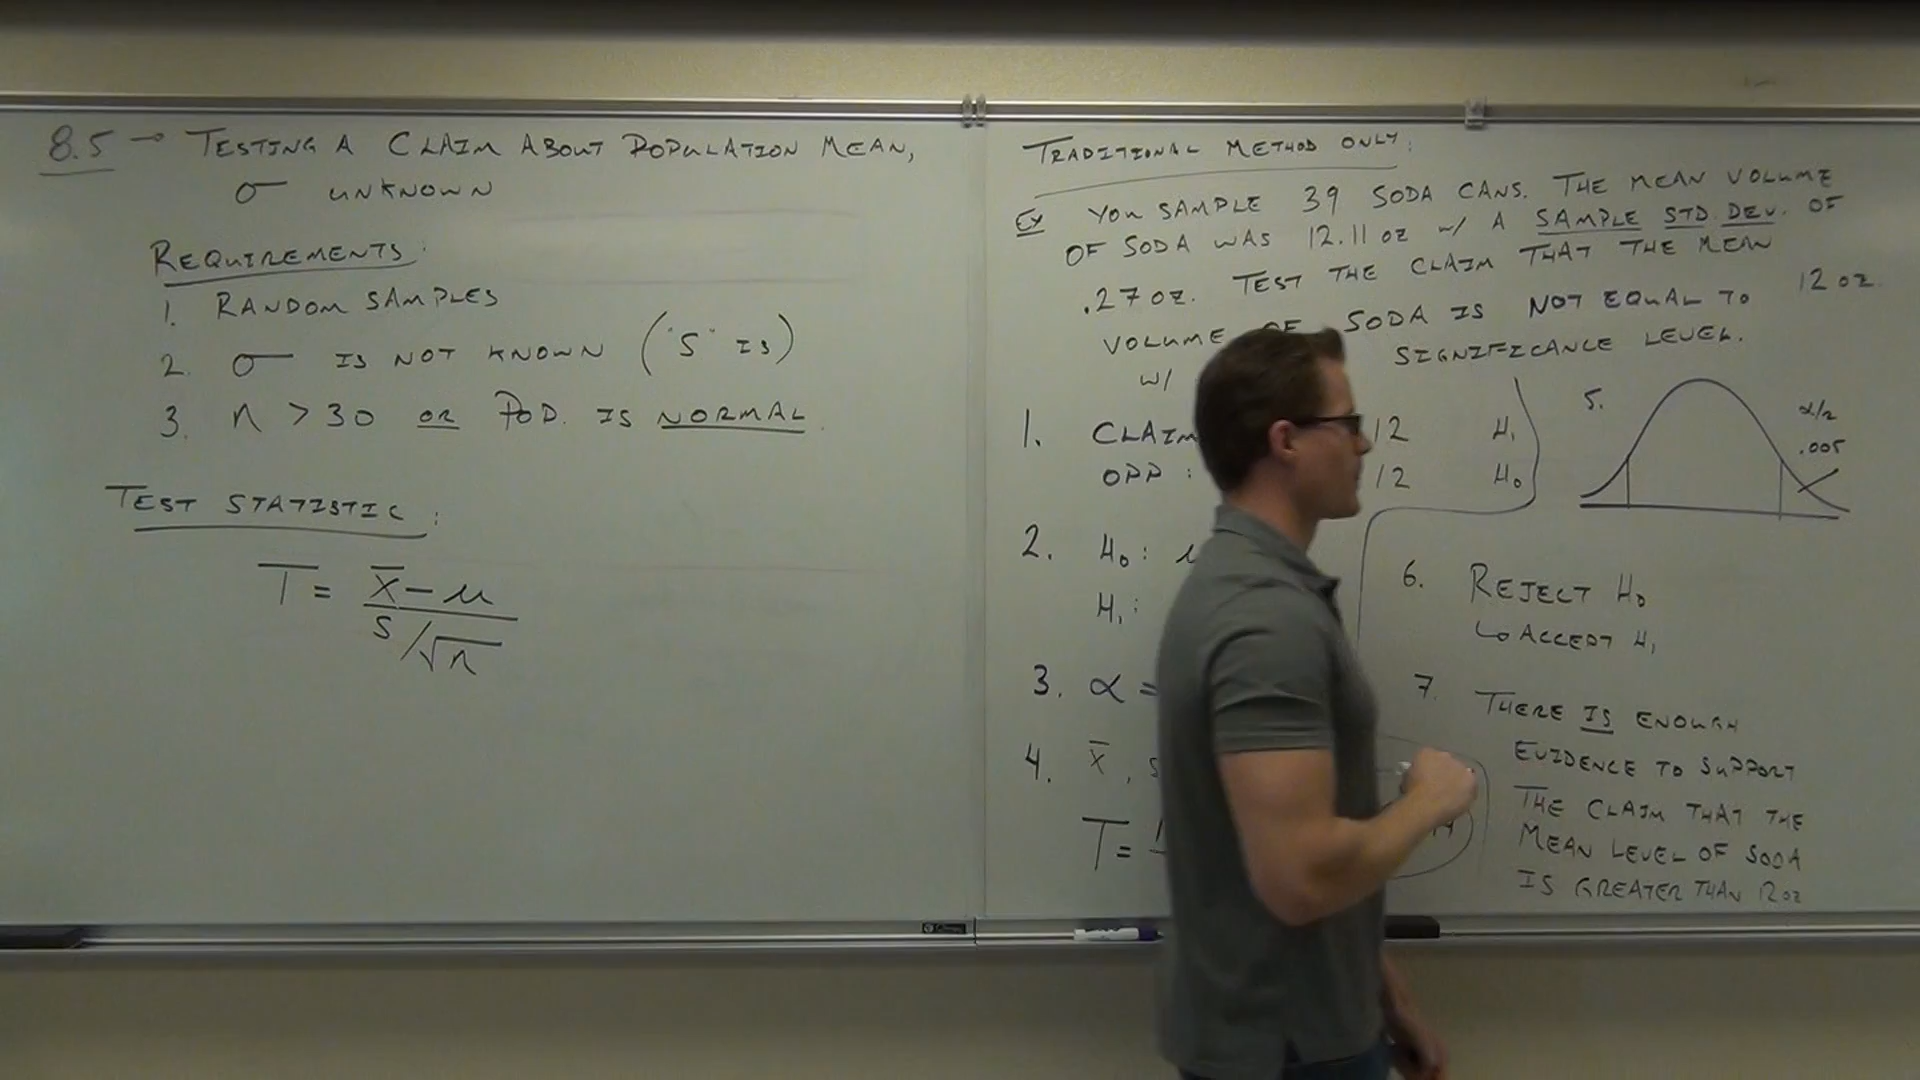 8.5 → TESTING A CLAIM ABOUT POPULATION MEAN,
σ UNKNOWN
REQUIREMENTS:
1. RANDOM SAMPLES
2. σ IS NOT KNOWN ("S" IS)
3. n > 30 OR POP. IS NORMAL.
TEST STATISTIC:
T = x̄ - μ
s/√n
TRADITIONAL METHOD ONLY:
EX YOU SAMPLE 39 SODA CANS. THE MEAN VOLUME
OF SODA WAS 12.11 OZ W/ A SAMPLE STD. DEV. OF
.27 OZ. TEST THE CLAIM THAT THE MEAN
VOLUME OF SODA IS NOT EQUAL TO 12 OZ
W/ SIGNIFICANCE LEVEL.
1. CLAIM 12 H₁
OPP: 12 H₀
2. H₀:
H₁:
3. α =
4. x̄, s
T =
5.
α/2
.005
6. REJECT H₀
↳ ACCEPT H₁
7. THERE IS ENOUGH
EVIDENCE TO SUPPORT
THE CLAIM THAT THE
MEAN LEVEL OF SODA
IS GREATER THAN 12 OZ